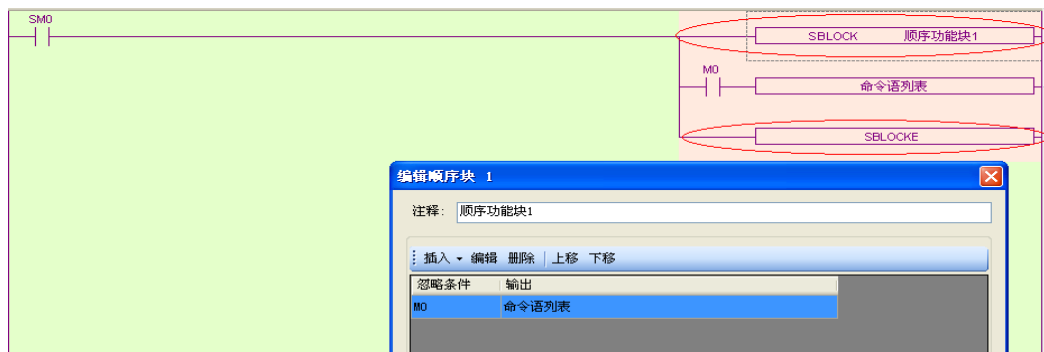 SM0
SBLOCK 顺序功能块1
M0
命令语列表
SBLOCKE
编辑顺序块 1
注释: 顺序功能块1
插入 编辑 删除 上移 下移
忽略条件 输出
M0 命令语列表